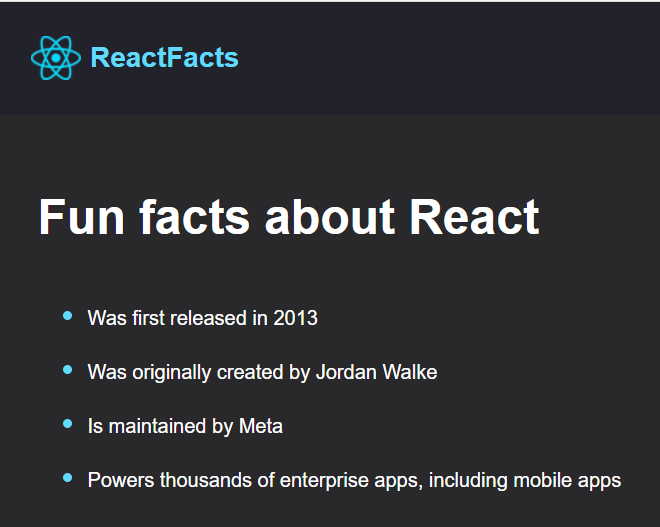 ReactFacts
Fun facts about React
Was first released in 2013
Was originally created by Jordan Walke
Is maintained by Meta
Powers thousands of enterprise apps, including mobile apps